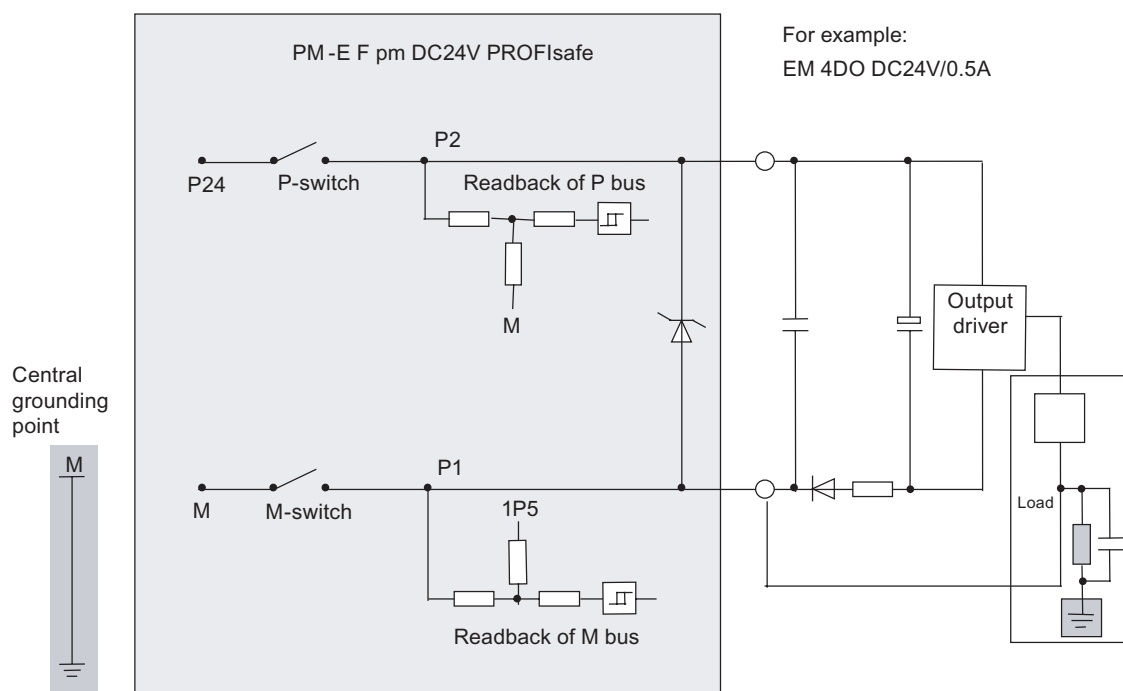 PM -E F pm DC24V PROFIsafe
For example:
EM 4DO DC24V/0.5A
P2
P24
P-switch
Readback of P bus
M
Output
driver
Central
grounding
point
M
P1
M
M-switch
1P5
Load
Readback of M bus